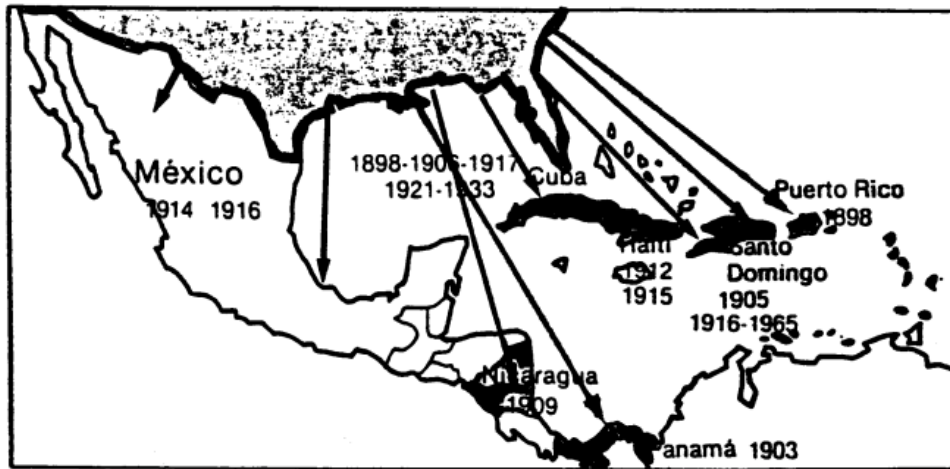 México
1914 1916
1898-1906-1917
1921-1933
Cuba
Puerto Rico
1898
Haití
1912
1915
Santo
Domingo
1905
1916-1965
Nicaragua
1909
Panamá 1903